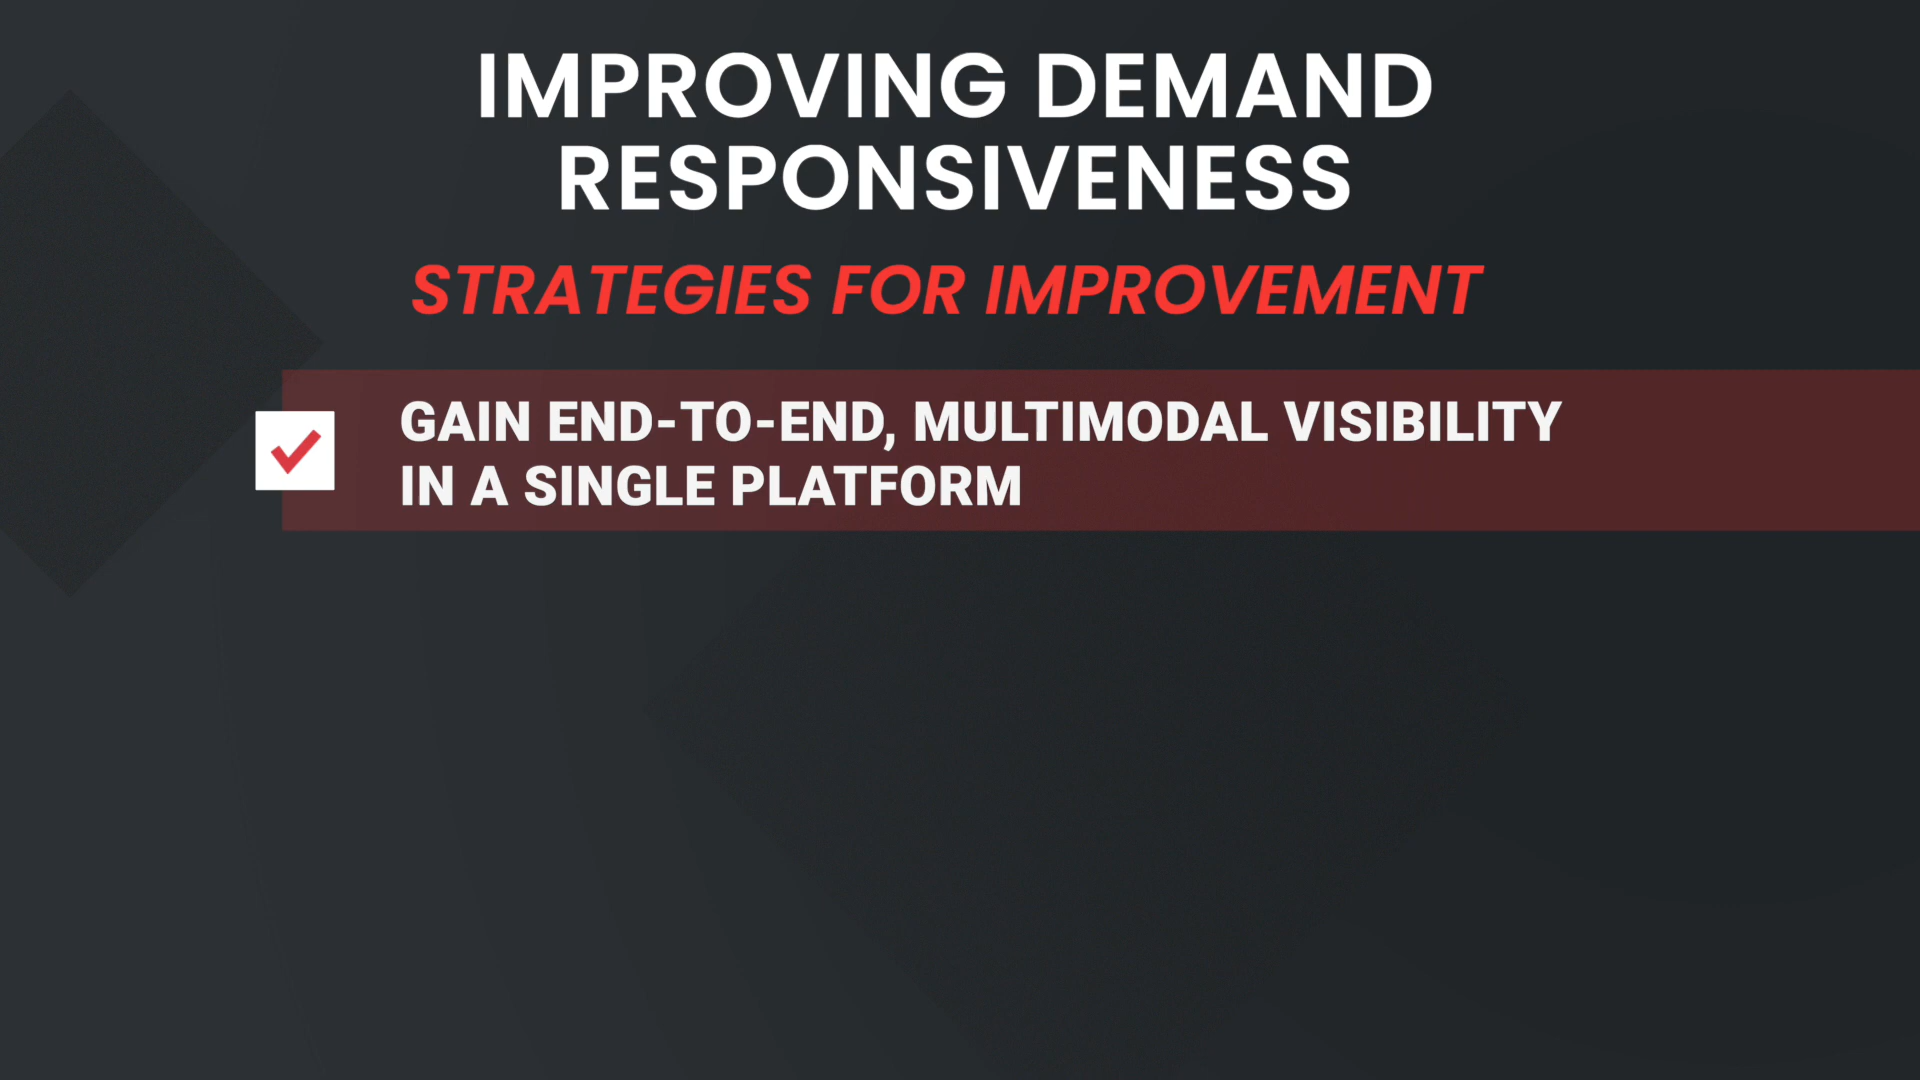 IMPROVING DEMAND
RESPONSIVENESS
STRATEGIES FOR IMPROVEMENT
GAIN END-TO-END, MULTIMODAL VISIBILITY
IN A SINGLE PLATFORM